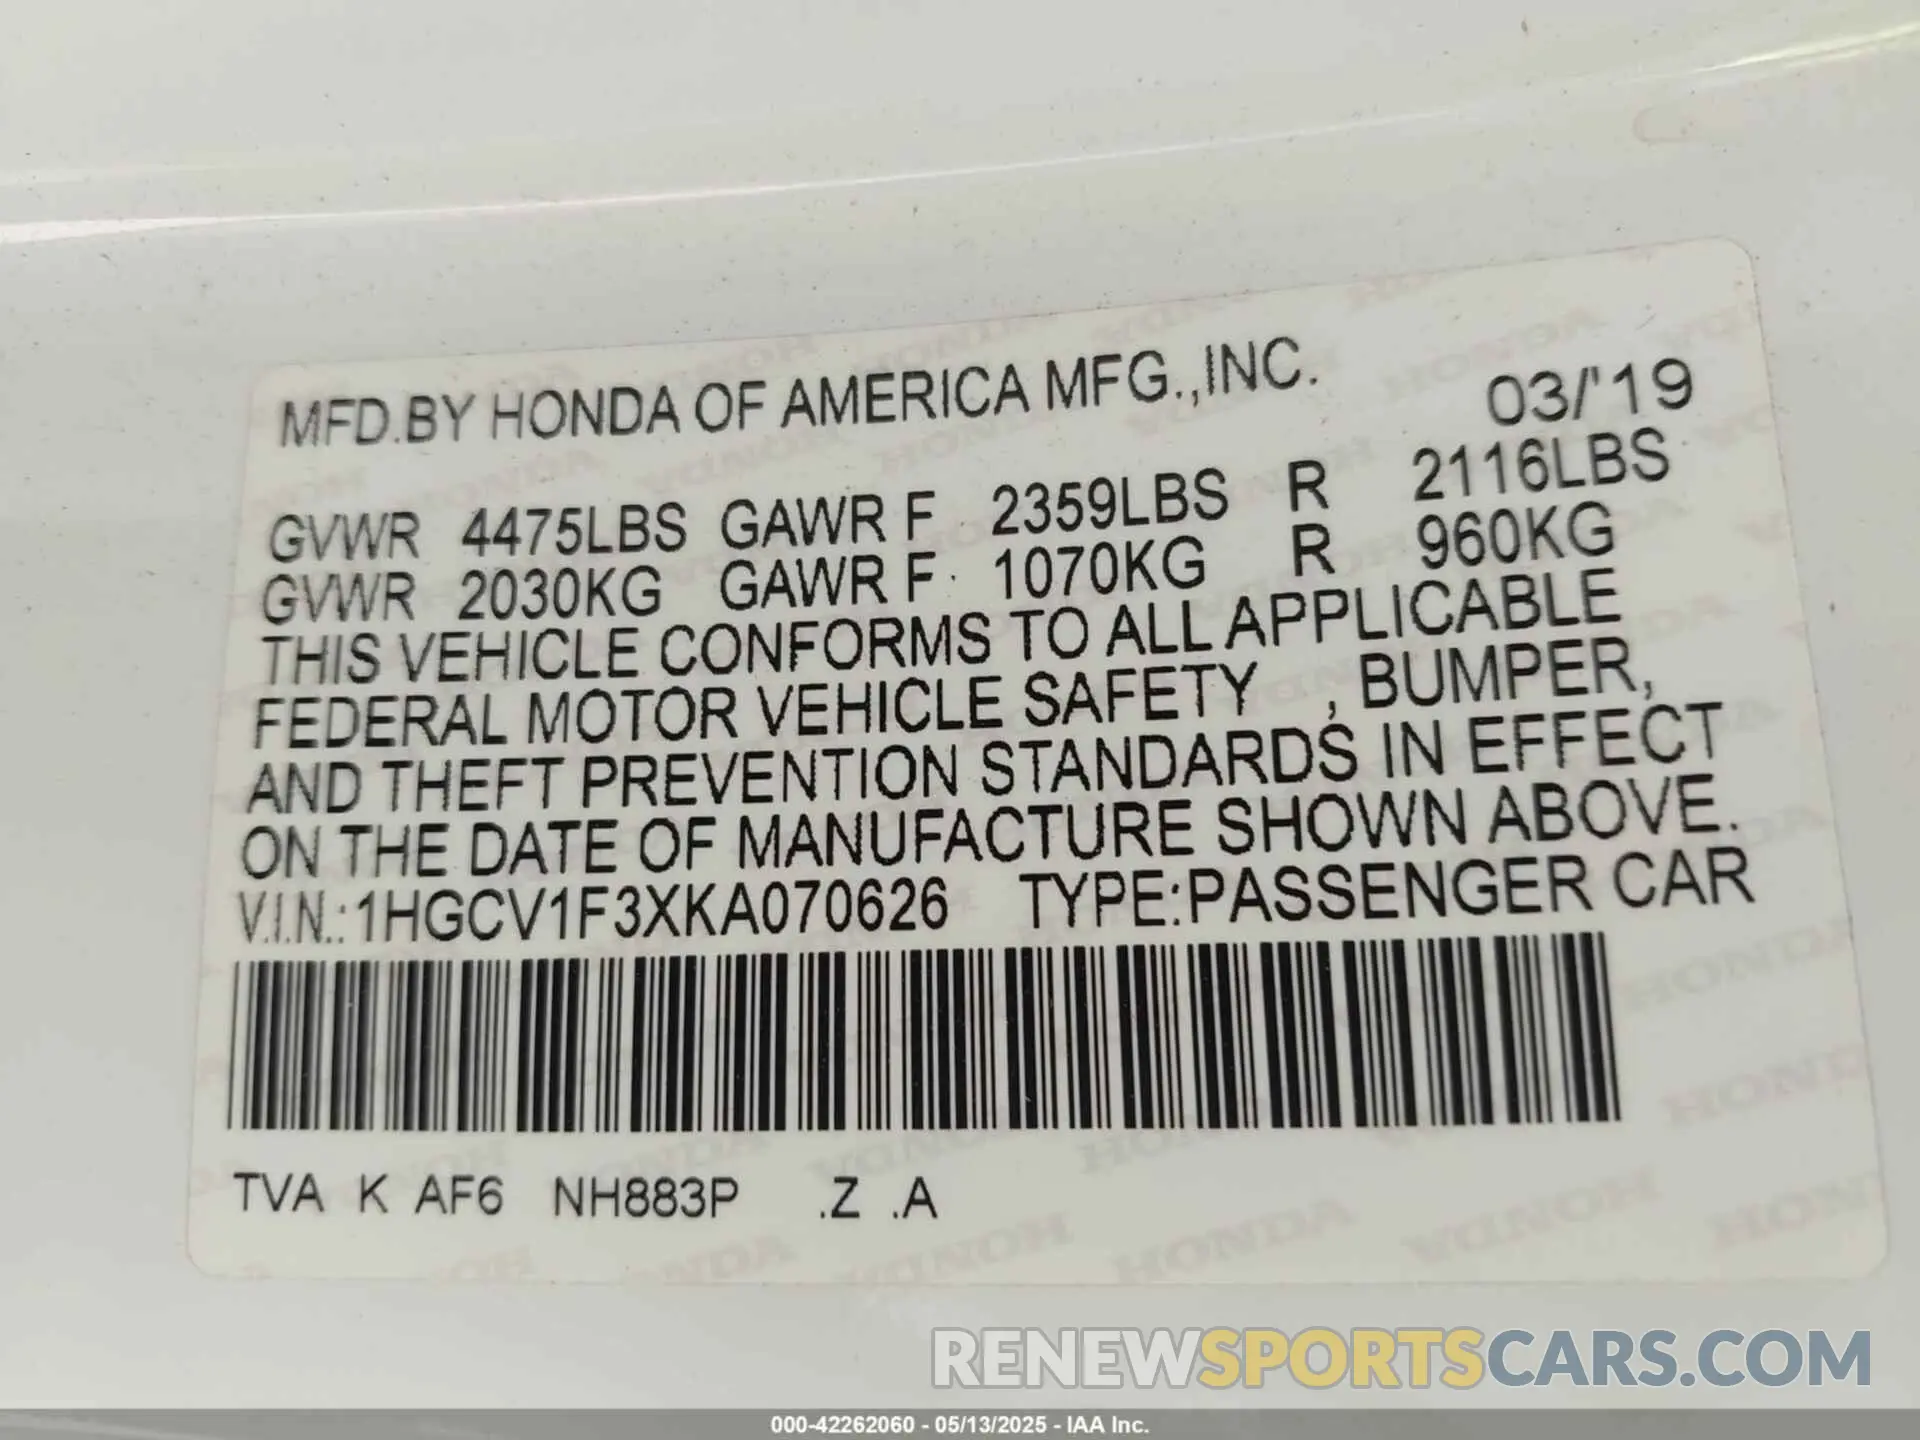 MFD.BY HONDA OF AMERICA MFG.,INC. 03/'19
GVWR 4475LBS GAWR F 2359LBS R 2116LBS
GVWR 2030KG GAWR F 1070KG R 960KG
THIS VEHICLE CONFORMS TO ALL APPLICABLE
FEDERAL MOTOR VEHICLE SAFETY , BUMPER,
AND THEFT PREVENTION STANDARDS IN EFFECT
ON THE DATE OF MANUFACTURE SHOWN ABOVE.
V.I.N.:1HGCV1F3XKA070626 TYPE:PASSENGER CAR
TVA K AF6 NH883P .Z .A
RENEWSPORTSCARS.COM
000-42262060 - 05/13/2025 - IAA Inc.